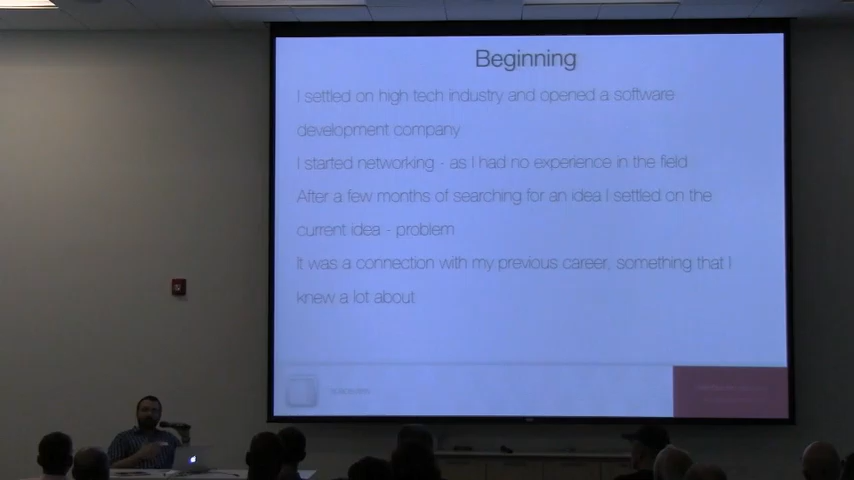 Beginning
I settled on high tech industry and opened a software
development company
I started networking - as I had no experience in the field
After a few months of searching for an idea I settled on the
current idea - problem
It was a connection with my previous career, something that I
knew a lot about